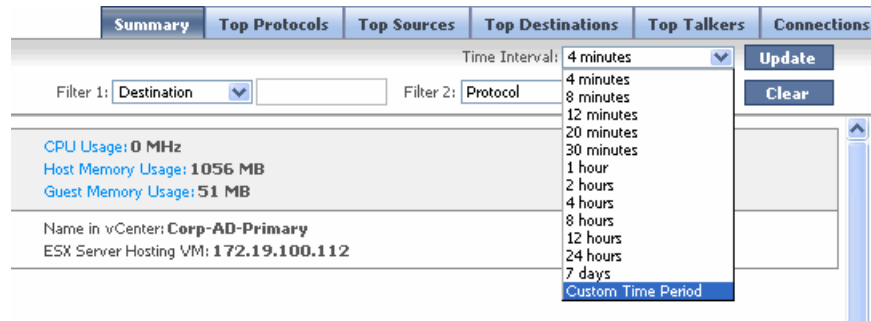 Summary Top Protocols Top Sources Top Destinations Top Talkers Connections
Time Interval: 4 minutes Update
Filter 1: Destination Filter 2: Protocol Clear
4 minutes
8 minutes
12 minutes
20 minutes
30 minutes
1 hour
2 hours
4 hours
8 hours
12 hours
24 hours
7 days
Custom Time Period
CPU Usage: 0 MHz
Host Memory Usage: 1056 MB
Guest Memory Usage: 51 MB
Name in vCenter: Corp-AD-Primary
ESX Server Hosting VM: 172.19.100.112